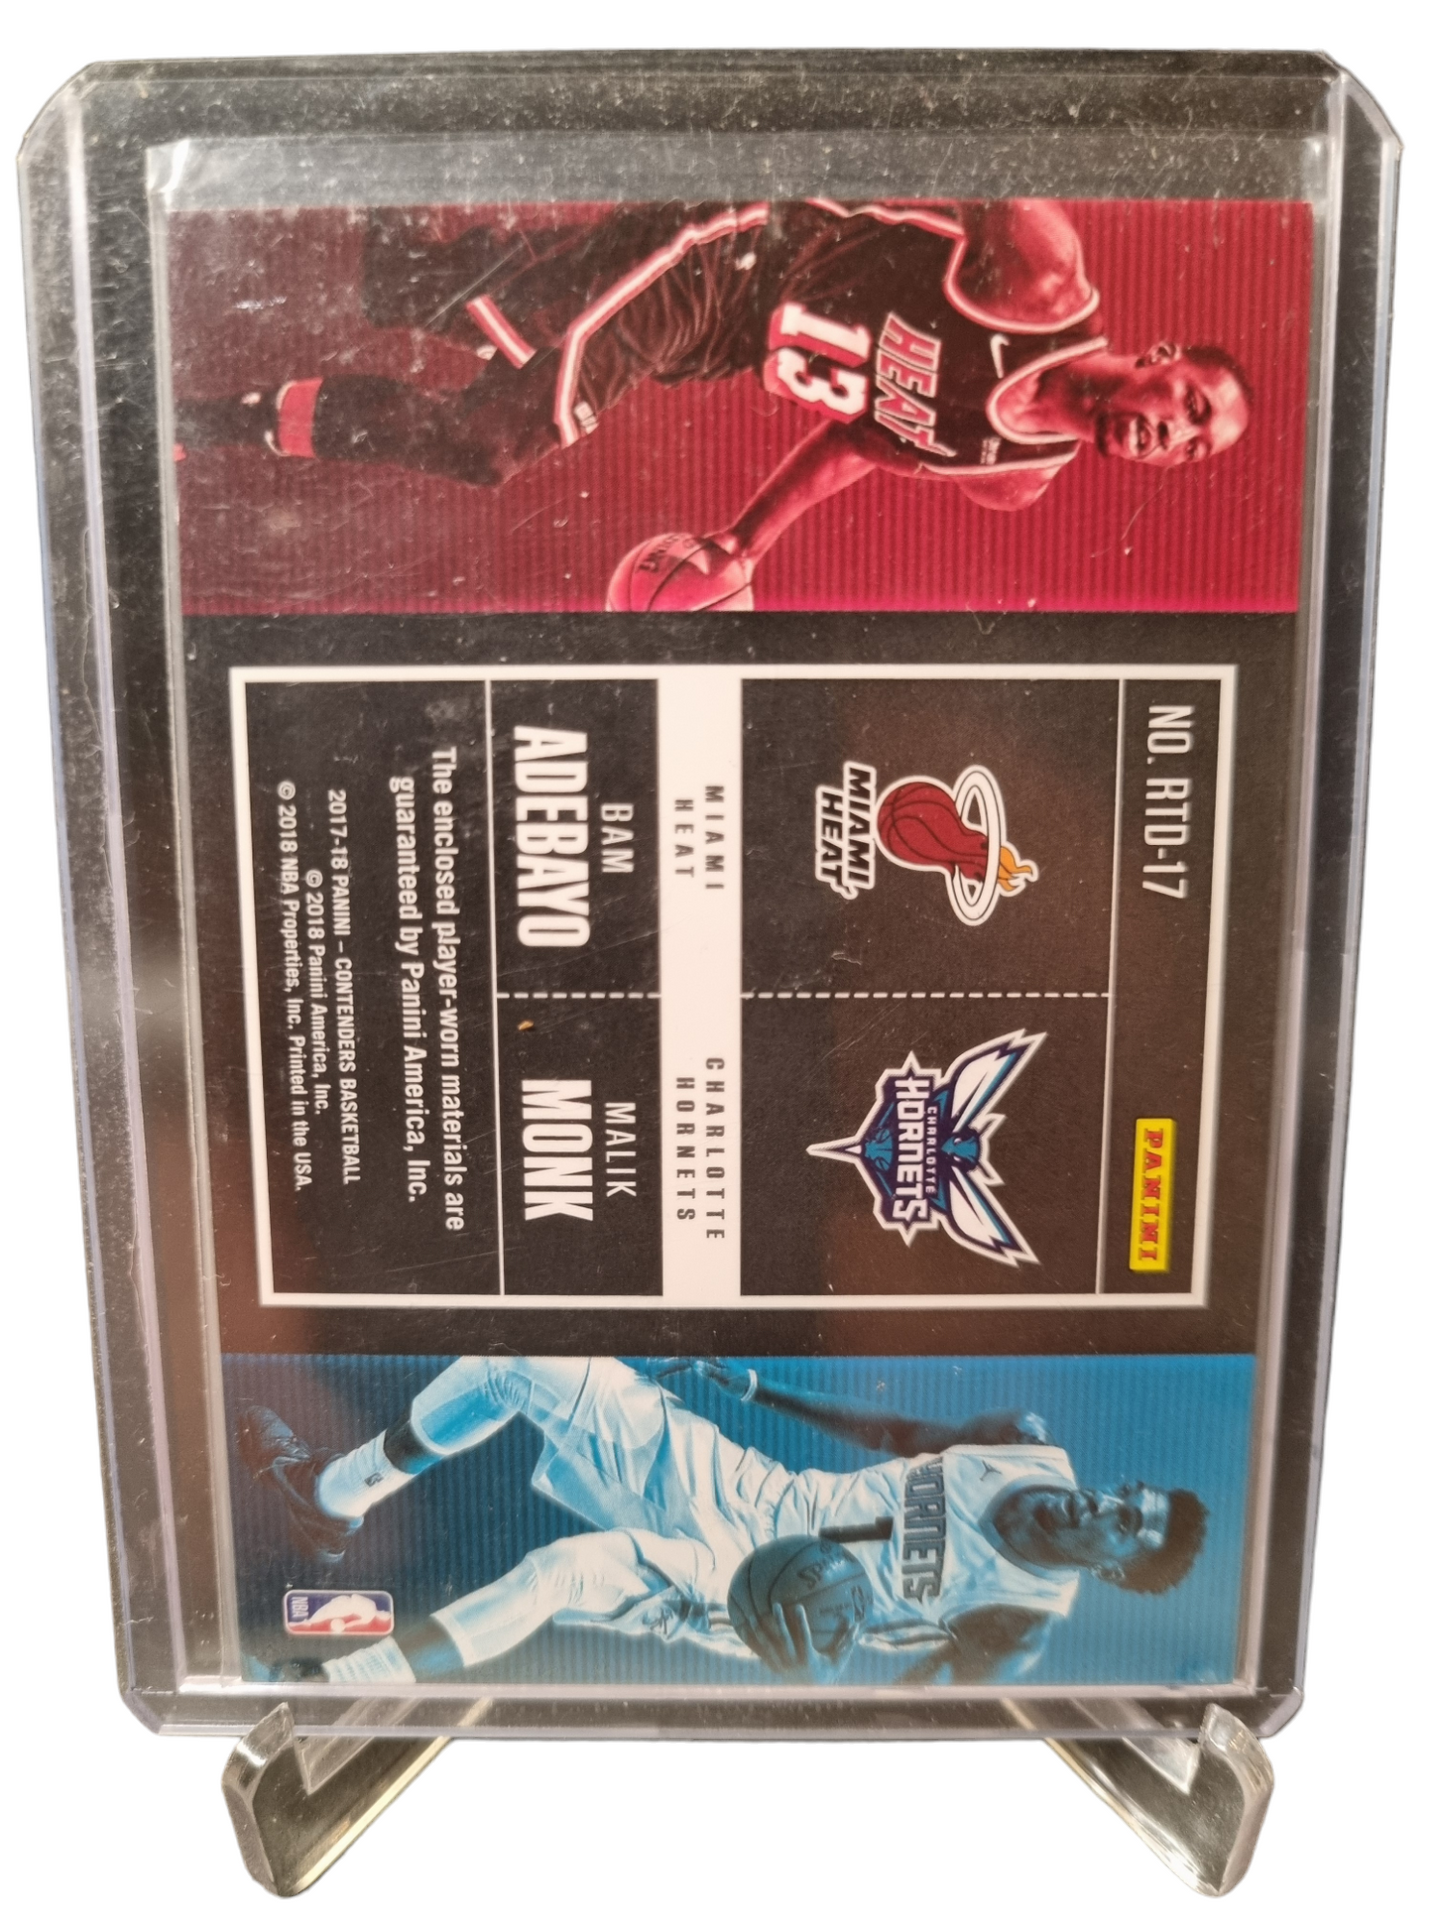 NO. RTD-17
PANINI
MIAMI
HEAT
CHARLOTTE
HORNETS
MIAMI
HEAT
CHARLOTTE
HORNETS
BAM
ADEBAYO
MALIK
MONK
The enclosed player-worn materials are
guaranteed by Panini America, Inc.
2017-18 PANINI – CONTENDERS BASKETBALL
© 2018 Panini America, Inc.
© 2018 NBA Properties, Inc. Printed in the USA.
HEAT
13
HORNETS
1
NBA